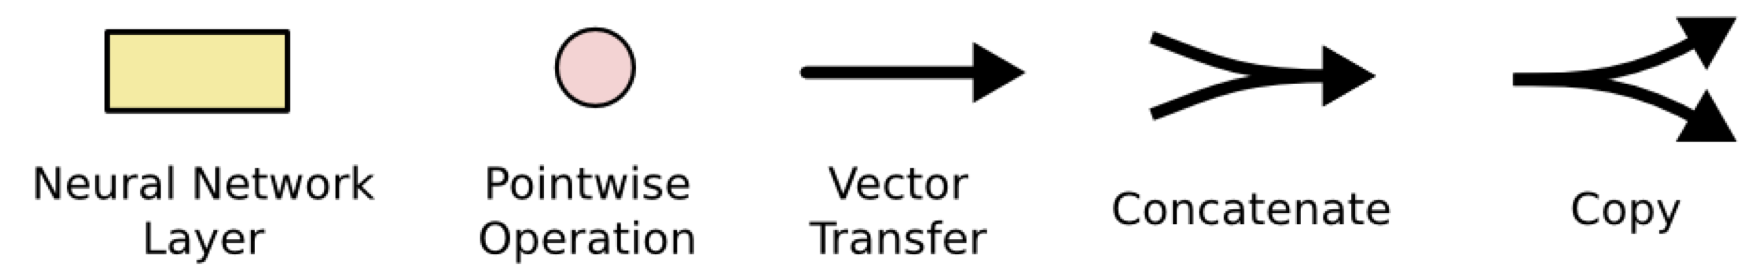 Neural Network
Layer
Pointwise
Operation
Vector
Transfer
Concatenate
Copy